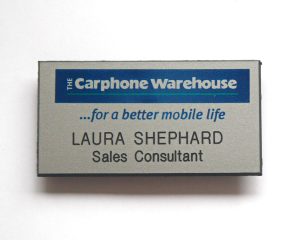 THE Carphone Warehouse
...for a better mobile life
LAURA SHEPHARD
Sales Consultant